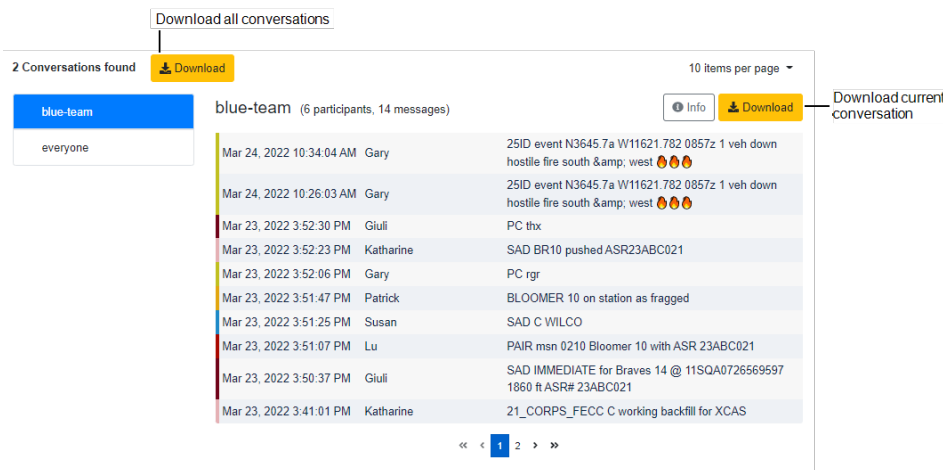 Download all conversations
2 Conversations found
Download
10 items per page
blue-team
everyone
blue-team (6 participants, 14 messages)
Info
Download
Download current
conversation
Mar 24, 2022 10:34:04 AM Gary 25ID event N3645.7a W11621.782 0857z 1 veh down
hostile fire south &amp; west 🔥🔥🔥
Mar 24, 2022 10:26:03 AM Gary 25ID event N3645.7a W11621.782 0857z 1 veh down
hostile fire south &amp; west 🔥🔥🔥
Mar 23, 2022 3:52:30 PM Giuli PC thx
Mar 23, 2022 3:52:23 PM Katharine SAD BR10 pushed ASR23ABC021
Mar 23, 2022 3:52:06 PM Gary PC rgr
Mar 23, 2022 3:51:47 PM Patrick BLOOMER 10 on station as fragged
Mar 23, 2022 3:51:25 PM Susan SAD C WILCO
Mar 23, 2022 3:51:07 PM Lu PAIR msn 0210 Bloomer 10 with ASR 23ABC021
Mar 23, 2022 3:50:37 PM Giuli SAD IMMEDIATE for Braves 14 @ 11SQA0726569597
1860 ft ASR# 23ABC021
Mar 23, 2022 3:41:01 PM Katharine 21_CORPS_FECC C working backfill for XCAS
« ‹ 1 2 › »